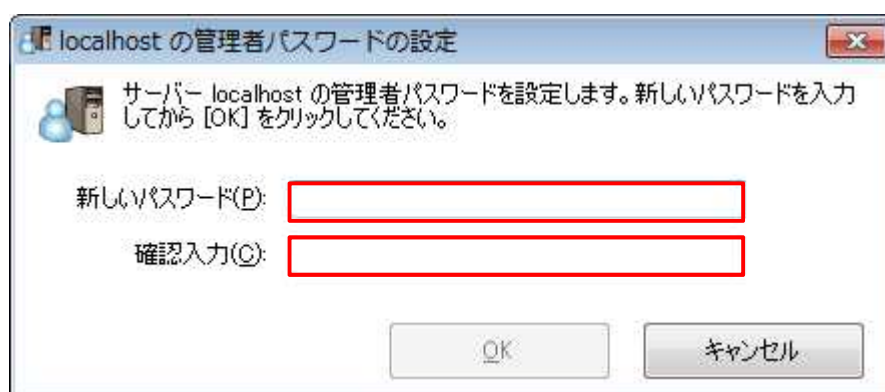 localhost の管理者パスワードの設定
サーバー localhost の管理者パスワードを設定します。新しいパスワードを入力
してから [OK] をクリックしてください。
新しいパスワード(P):
確認入力(C):
OK
キャンセル